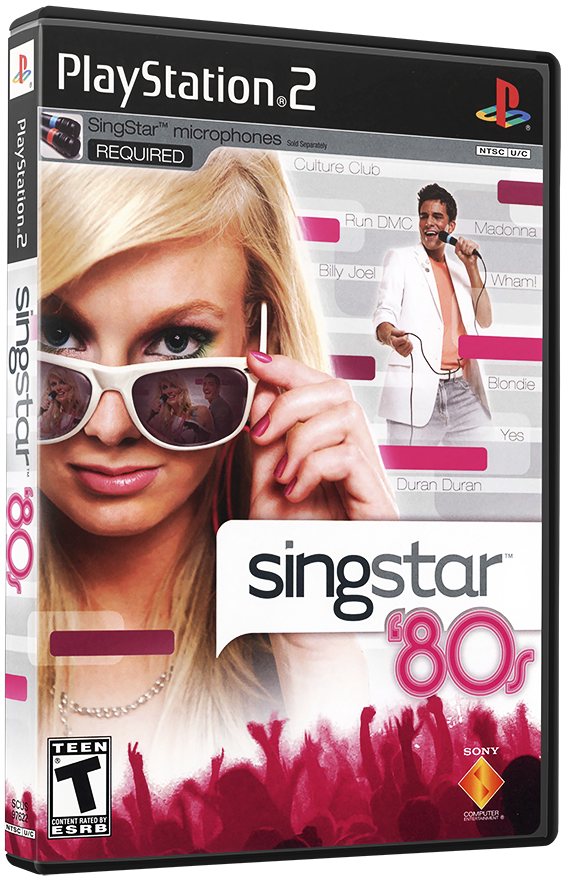 PlayStation®2
SingStar™ microphones Sold Separately
REQUIRED
NTSC U/C
Culture Club
Run DMC
Madonna
Billy Joel
Wham!
Blondie
Yes
Duran Duran
singstar™
'80s
TEEN
T
CONTENT RATED BY
ESRB
SONY
COMPUTER
ENTERTAINMENT®
PlayStation®2
singstar™ '80s
SCUS
NTSC U/C